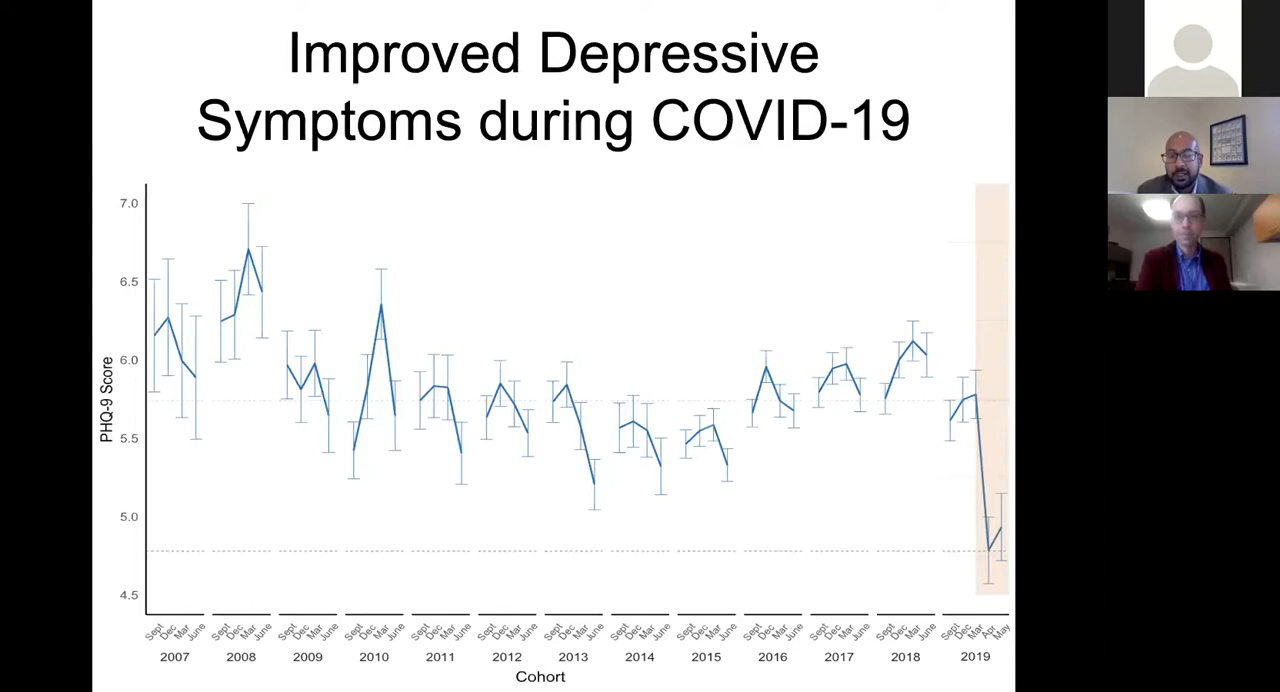 Improved Depressive
Symptoms during COVID-19
PHQ-9 Score
7.0
6.5
6.0
5.5
5.0
4.5
Sept Dec Mar June
Sept Dec Mar June
Sept Dec Mar June
Sept Dec Mar June
Sept Dec Mar June
Sept Dec Mar June
Sept Dec Mar June
Sept Dec Mar June
Sept Dec Mar June
Sept Dec Mar June
Sept Dec Mar June
Sept Dec Mar June
Sept Dec Mar Apr May
2007 2008 2009 2010 2011 2012 2013 2014 2015 2016 2017 2018 2019
Cohort